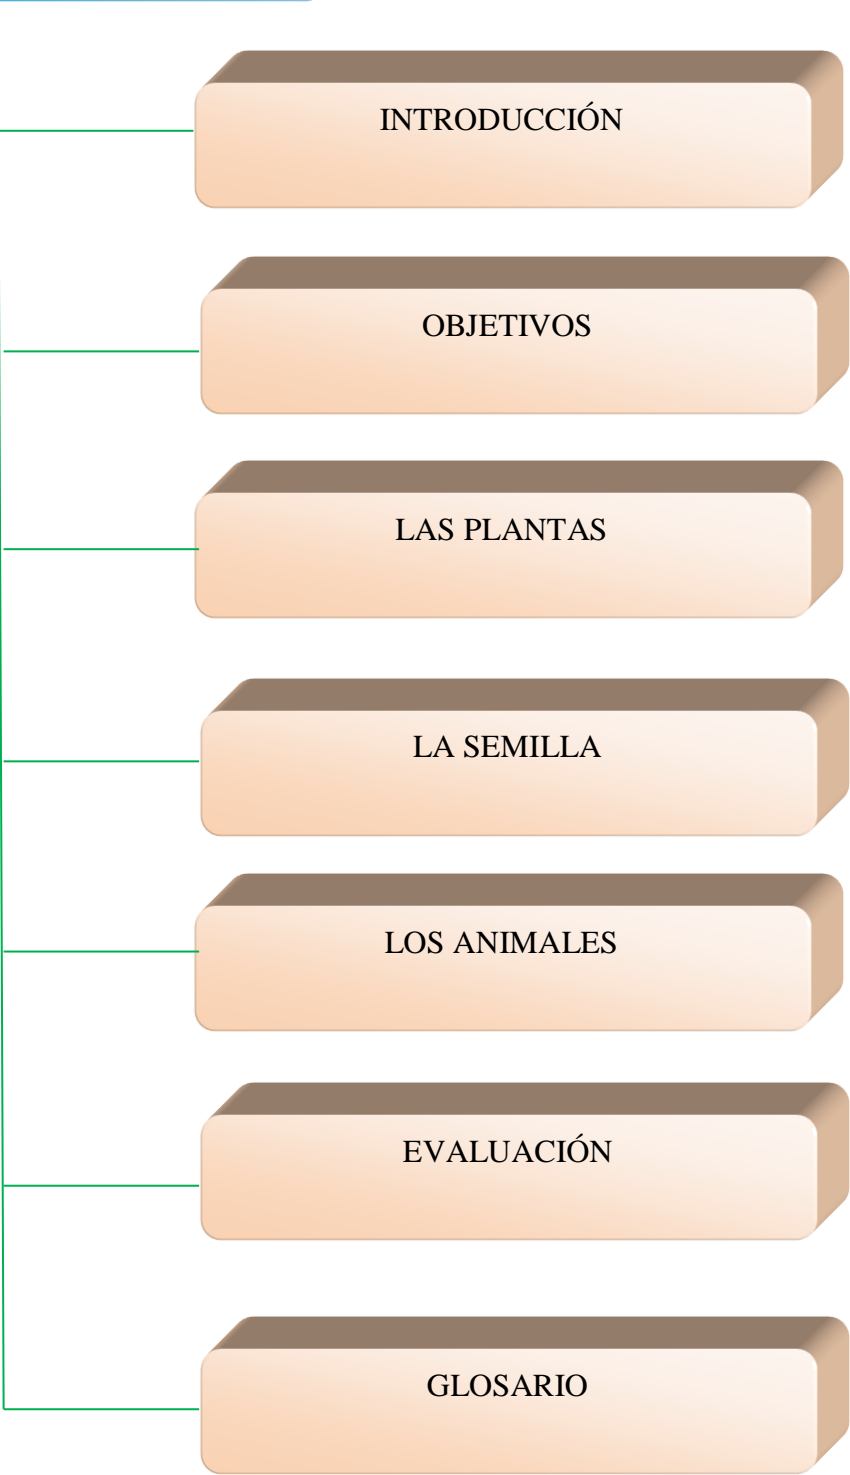 INTRODUCCIÓN
OBJETIVOS
LAS PLANTAS
LA SEMILLA
LOS ANIMALES
EVALUACIÓN
GLOSARIO